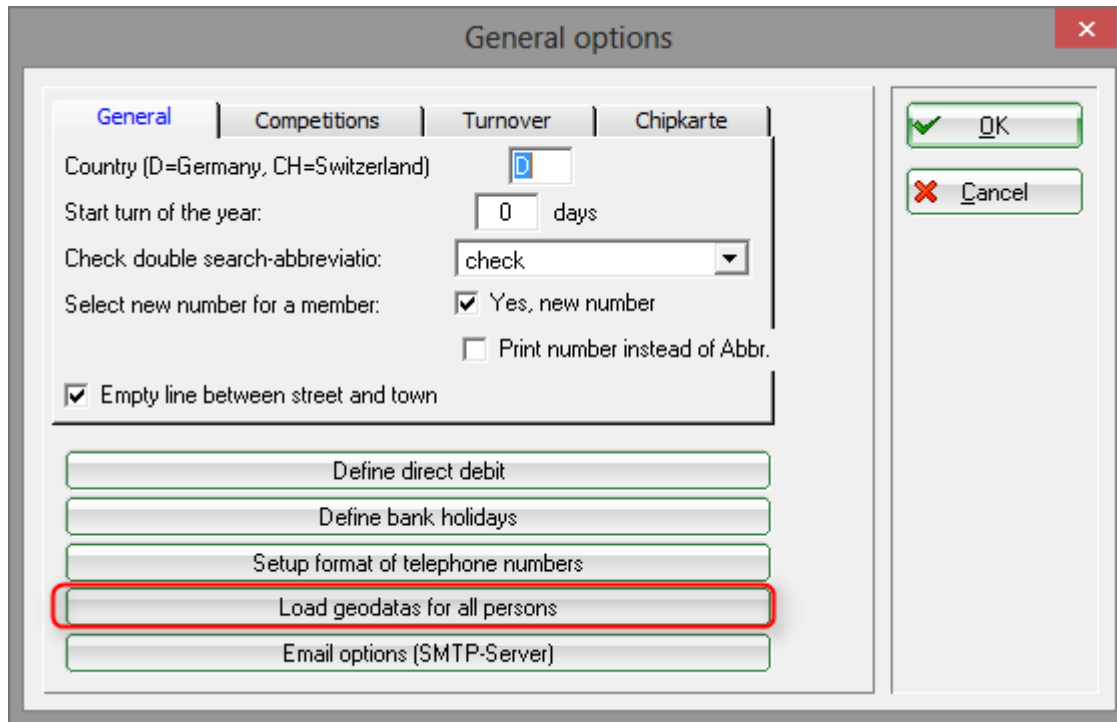 General options
General Competitions Turnover Chipkarte
Country (D=Germany, CH=Switzerland) D
Start turn of the year: 0 days
Check double search-abbreviatio: check
Select new number for a member: Yes, new number
Print number instead of Abbr.
Empty line between street and town
Define direct debit
Define bank holidays
Setup format of telephone numbers
Load geodatas for all persons
Email options (SMTP-Server)
OK
Cancel